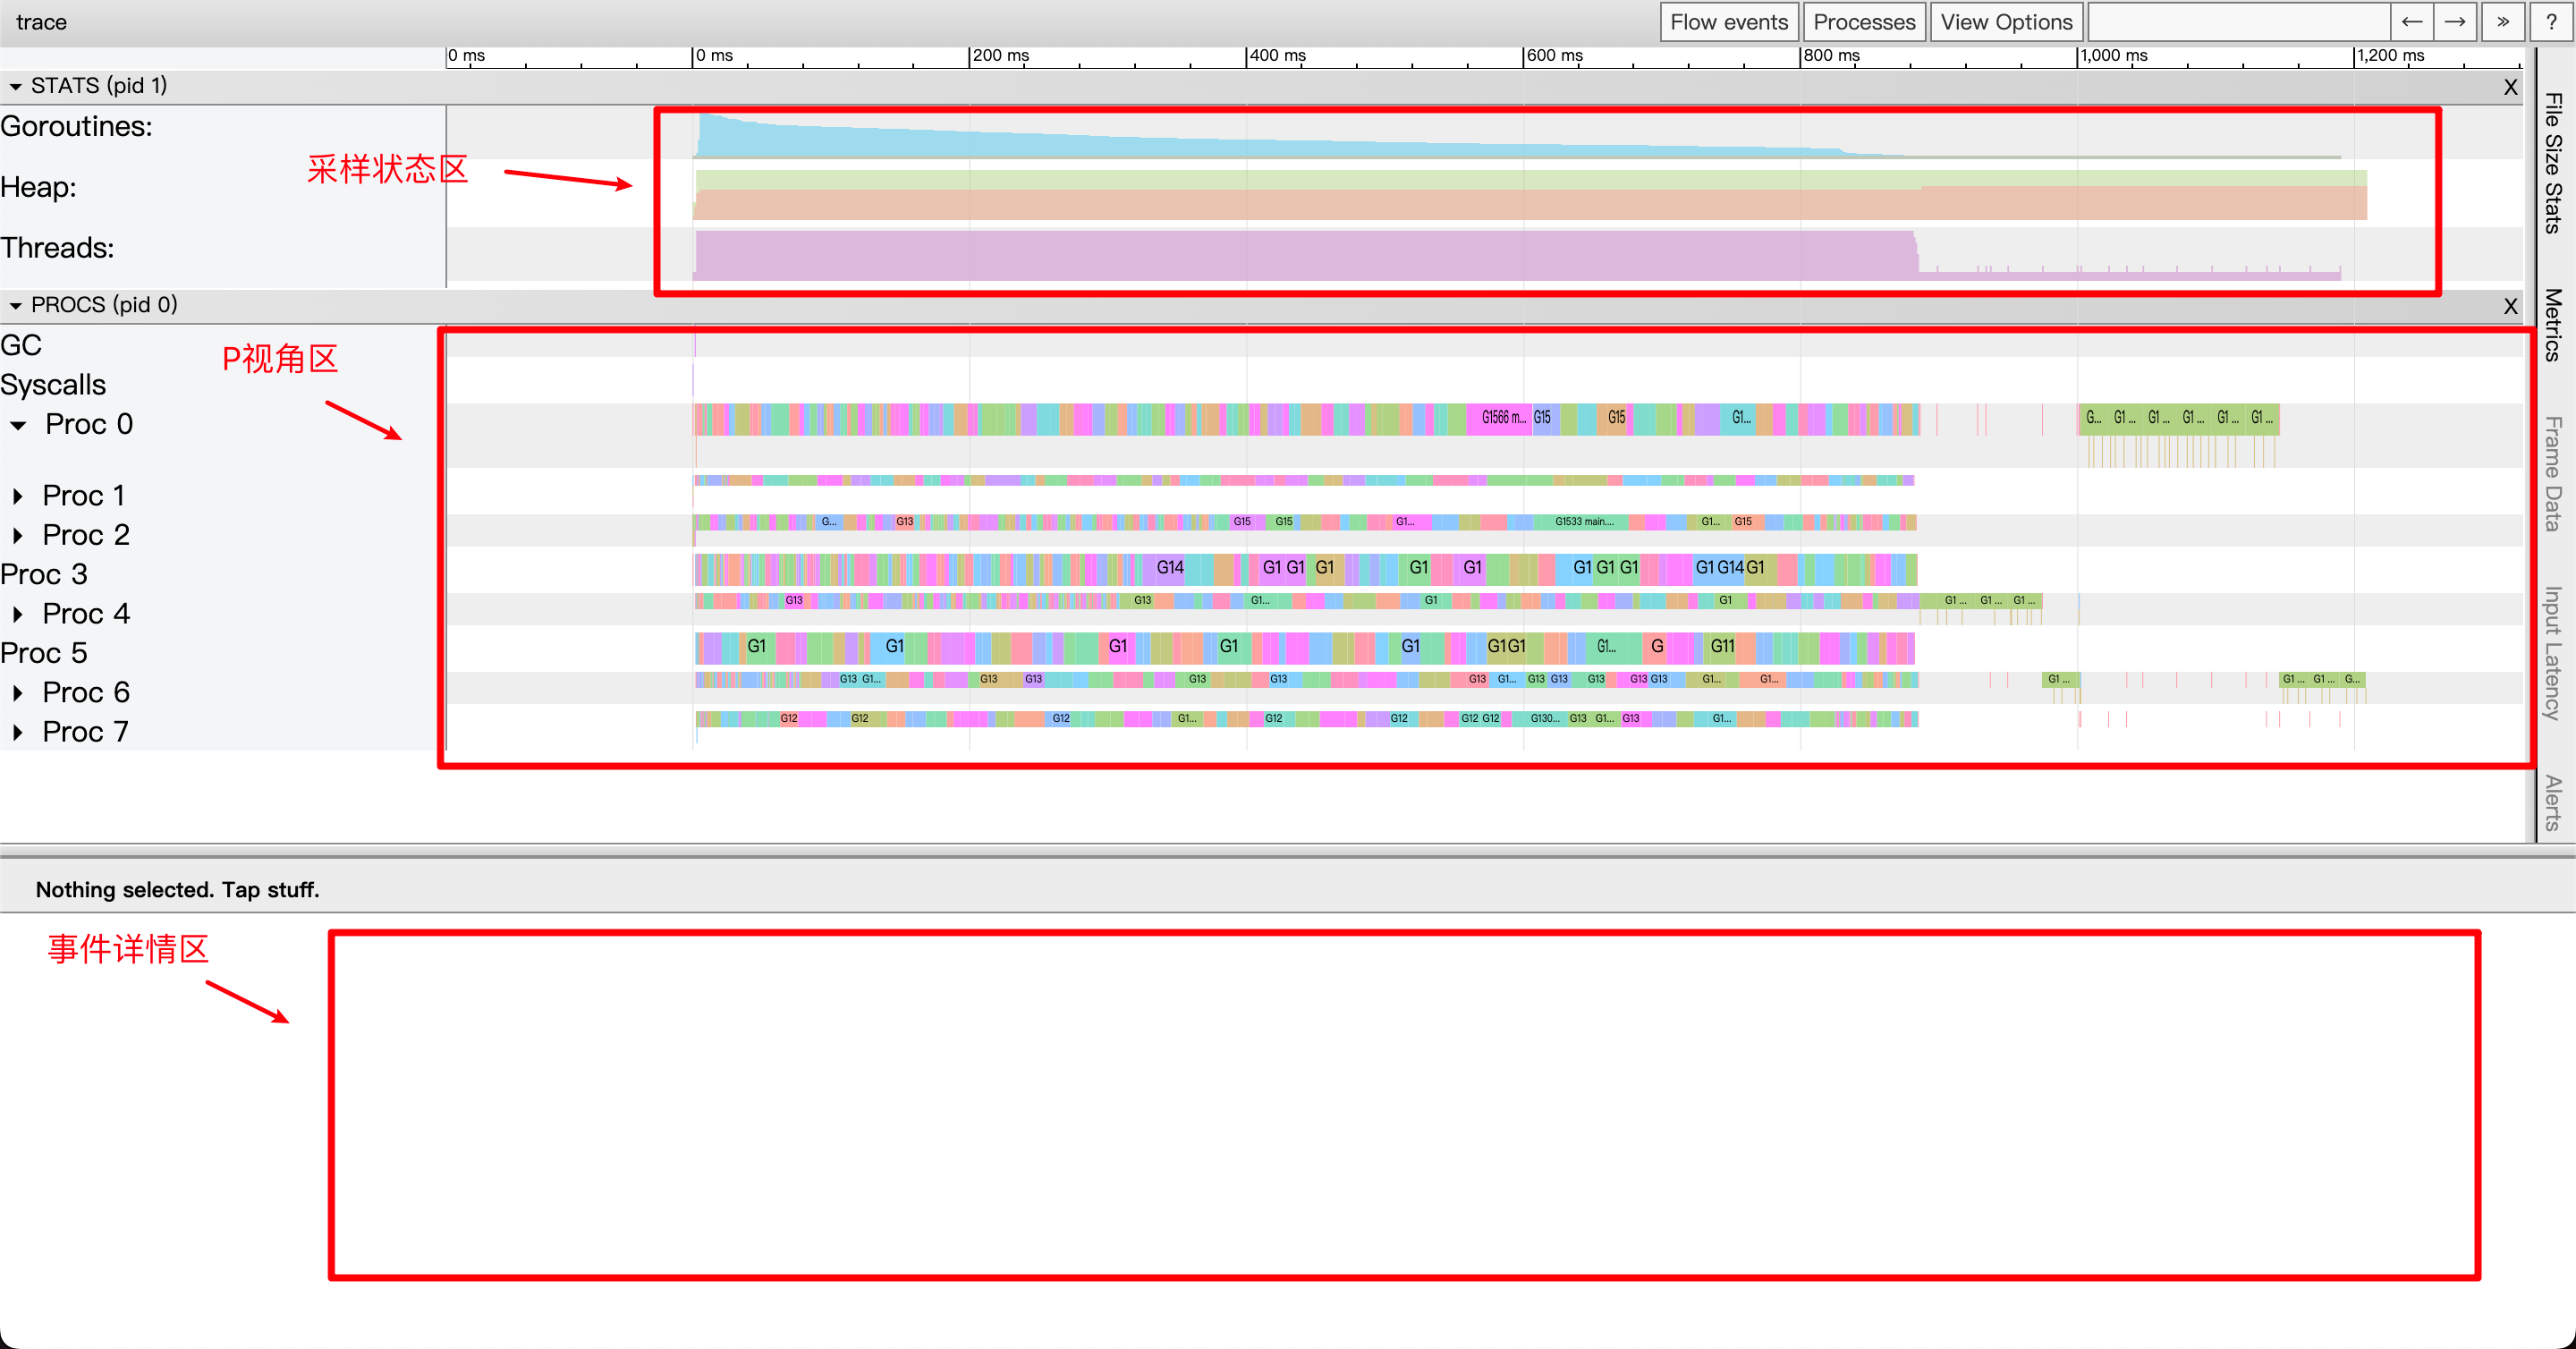 trace
Flow events
Processes
View Options
←
→
»
?
0 ms
0 ms
200 ms
400 ms
600 ms
800 ms
1,000 ms
1,200 ms
STATS (pid 1)
X
Goroutines:
采样状态区
Heap:
Threads:
PROCS (pid 0)
X
GC
P视角区
Syscalls
Proc 0
G1566 m... G15 G15 G1... G... G1 ... G1 ... G1 ... G1 ... G1 ...
Proc 1
Proc 2
G... G13 G15 G15 G1... G1533 main.... G1... G15
Proc 3
G14 G1 G1 G1 G1 G1 G1 G1 G1 G1 G14 G1
Proc 4
G13 G13 G1... G1 G1 G1 ... G1 ... G1 ...
Proc 5
G1 G1 G1 G1 G1 G1G1 G1... G G11
Proc 6
G13 G1... G13 G13 G13 G13 G13 G1... G13 G13 G13 G13 G13 G1... G1... G1 ... G1 ... G1 ... G...
Proc 7
G12 G12 G12 G1... G12 G12 G12 G12 G130... G13 G1... G13 G1...
File Size Stats
Metrics
Frame Data
Input Latency
Alerts
Nothing selected. Tap stuff.
事件详情区